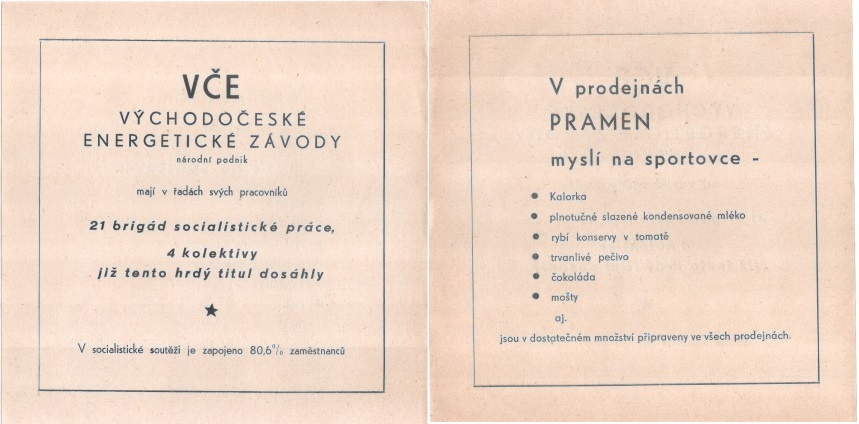 VČE
VÝCHODOČESKÉ
ENERGETICKÉ ZÁVODY
národní podnik
mají v řadách svých pracovníků
21 brigád socialistické práce,
4 kolektivy
již tento hrdý titul dosáhly
★
V socialistické soutěži je zapojeno 80,6% zaměstnanců
V prodejnách
PRAMEN
myslí na sportovce -
● Kalorka
● plnotučné slazené kondensované mléko
● rybí konservy v tomatě
● trvanlivé pečivo
● čokoláda
● mošty
aj.
jsou v dostatečném množství připraveny ve všech prodejnách.